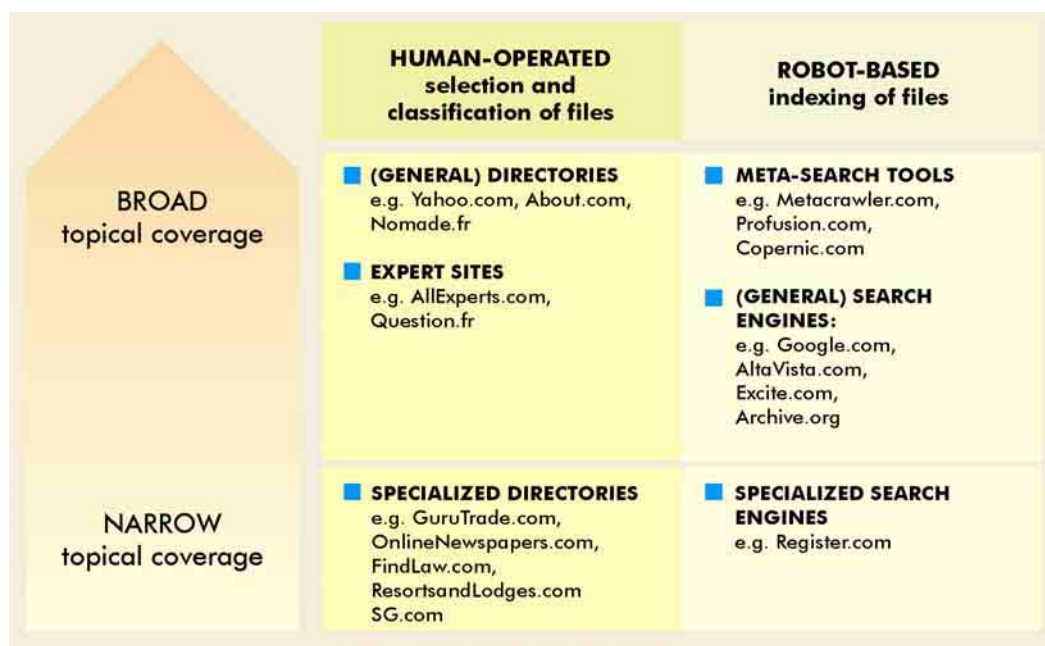 HUMAN-OPERATED
selection and
classification of files
ROBOT-BASED
indexing of files
BROAD
topical coverage
(GENERAL) DIRECTORIES
e.g. Yahoo.com, About.com,
Nomade.fr
EXPERT SITES
e.g. AllExperts.com,
Question.fr
META-SEARCH TOOLS
e.g. Metacrawler.com,
Profusion.com,
Copernic.com
(GENERAL) SEARCH
ENGINES:
e.g. Google.com,
AltaVista.com,
Excite.com,
Archive.org
NARROW
topical coverage
SPECIALIZED DIRECTORIES
e.g. GuruTrade.com,
OnlineNewspapers.com,
FindLaw.com,
ResortsandLodges.com
SG.com
SPECIALIZED SEARCH
ENGINES
e.g. Register.com